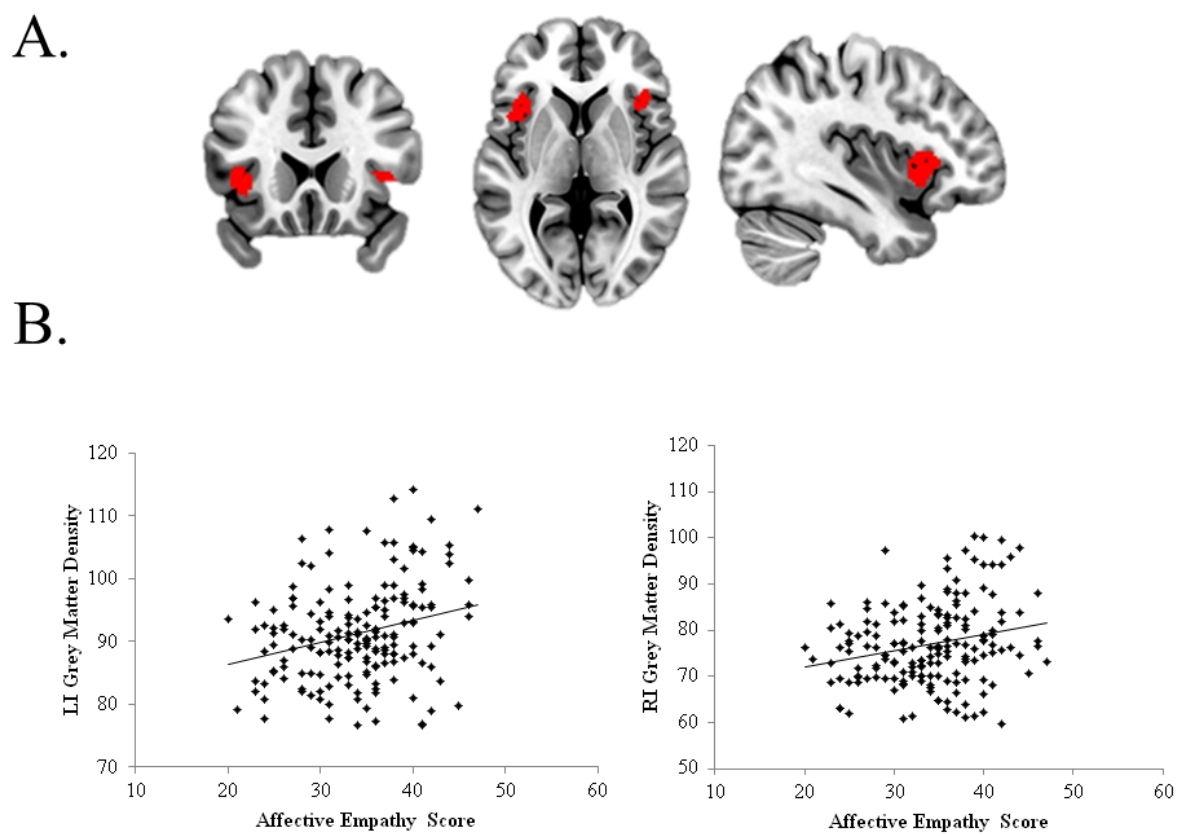 A.
B.
LI Grey Matter Density
120
110
100
90
80
70
10 20 30 40 50 60
Affective Empathy Score
RI Grey Matter Density
120
110
100
90
80
70
60
50
10 20 30 40 50 60
Affective Empathy Score